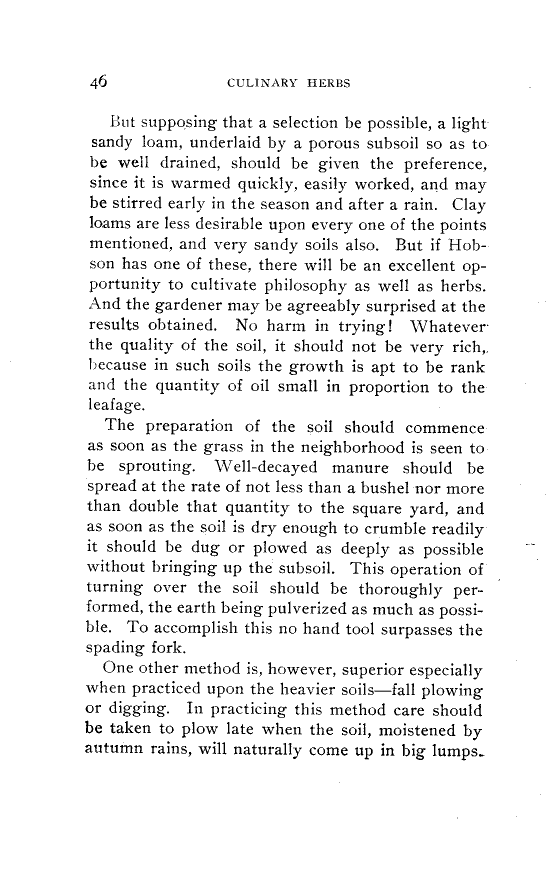 46 CULINARY HERBS
But supposing that a selection be possible, a light
sandy loam, underlaid by a porous subsoil so as to
be well drained, should be given the preference,
since it is warmed quickly, easily worked, and may
be stirred early in the season and after a rain. Clay
loams are less desirable upon every one of the points
mentioned, and very sandy soils also. But if Hob-
son has one of these, there will be an excellent op-
portunity to cultivate philosophy as well as herbs.
And the gardener may be agreeably surprised at the
results obtained. No harm in trying! Whatever
the quality of the soil, it should not be very rich,
because in such soils the growth is apt to be rank
and the quantity of oil small in proportion to the
leafage.
The preparation of the soil should commence
as soon as the grass in the neighborhood is seen to
be sprouting. Well-decayed manure should be
spread at the rate of not less than a bushel nor more
than double that quantity to the square yard, and
as soon as the soil is dry enough to crumble readily
it should be dug or plowed as deeply as possible
without bringing up the subsoil. This operation of
turning over the soil should be thoroughly per-
formed, the earth being pulverized as much as possi-
ble. To accomplish this no hand tool surpasses the
spading fork.
One other method is, however, superior especially
when practiced upon the heavier soils—fall plowing
or digging. In practicing this method care should
be taken to plow late when the soil, moistened by
autumn rains, will naturally come up in big lumps.